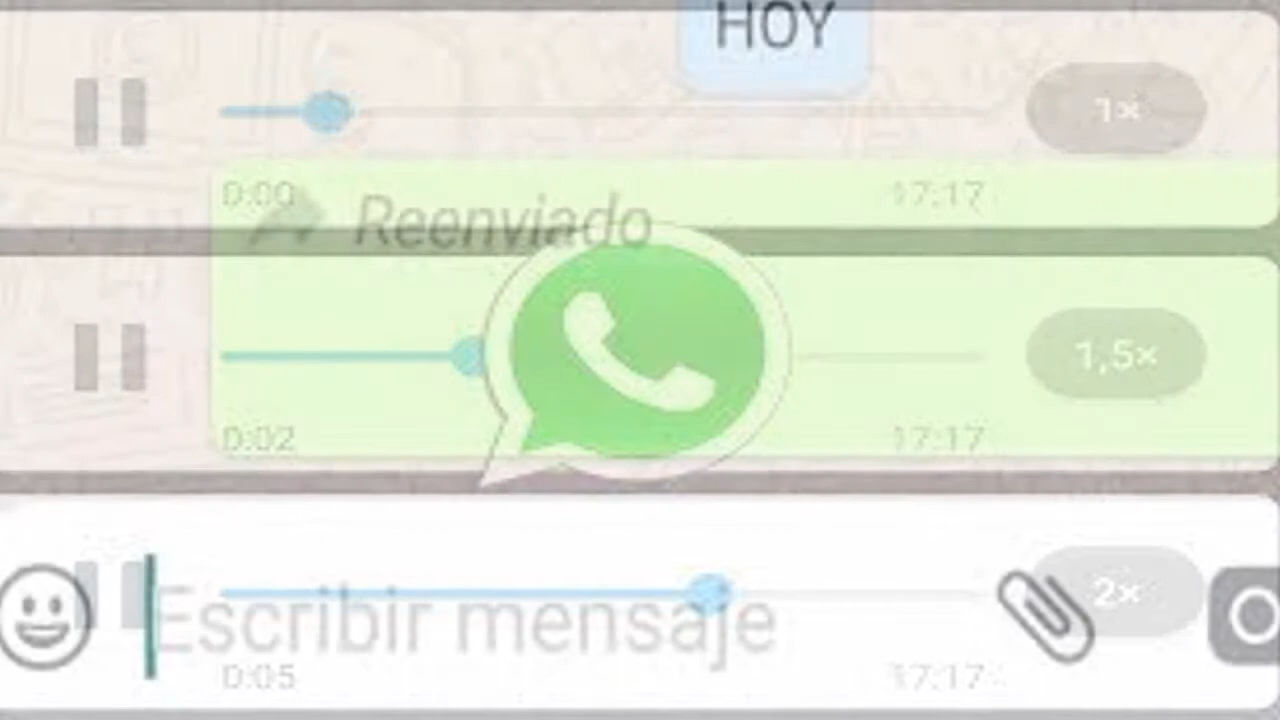 HOY
1×
0:00 17:17
Reenviado
1,5×
0:02 17:17
2×
Escribir mensaje
0:05 17:17